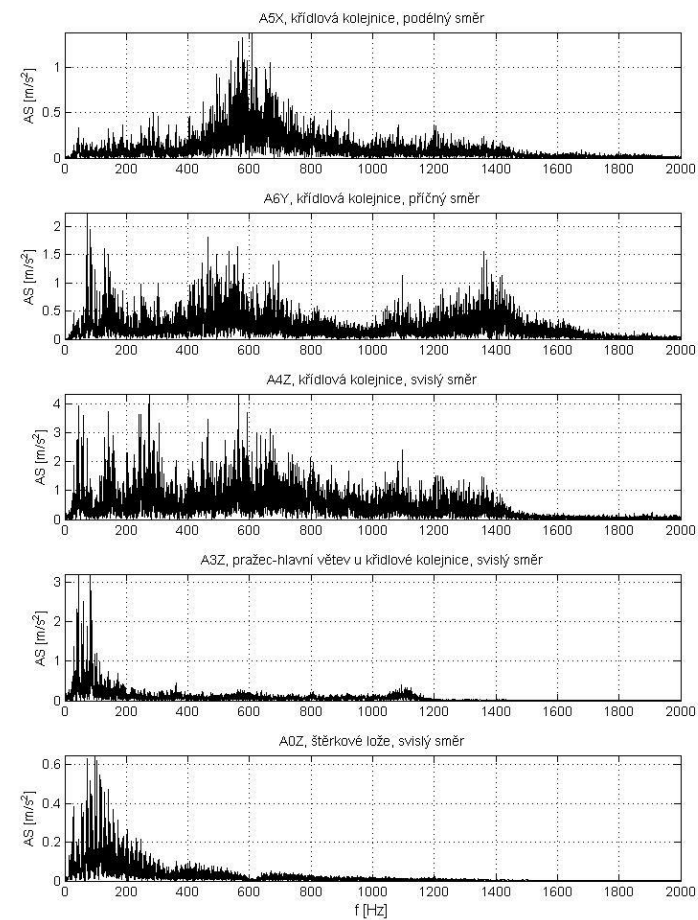 A5X, křídlová kolejnice, podélný směr
AS [m/s²]
1
0.5
0
0 200 400 600 800 1000 1200 1400 1600 1800 2000
A6Y, křídlová kolejnice, příčný směr
AS [m/s²]
2
1.5
1
0.5
0
0 200 400 600 800 1000 1200 1400 1600 1800 2000
A4Z, křídlová kolejnice, svislý směr
AS [m/s²]
4
3
2
1
0
0 200 400 600 800 1000 1200 1400 1600 1800 2000
A3Z, pražec-hlavní větev u křidlové kolejnice, svislý směr
AS [m/s²]
3
2
1
0
0 200 400 600 800 1000 1200 1400 1600 1800 2000
A0Z, štěrkové lože, svislý směr
AS [m/s²]
0.6
0.4
0.2
0
0 200 400 600 800 1000 1200 1400 1600 1800 2000
f [Hz]